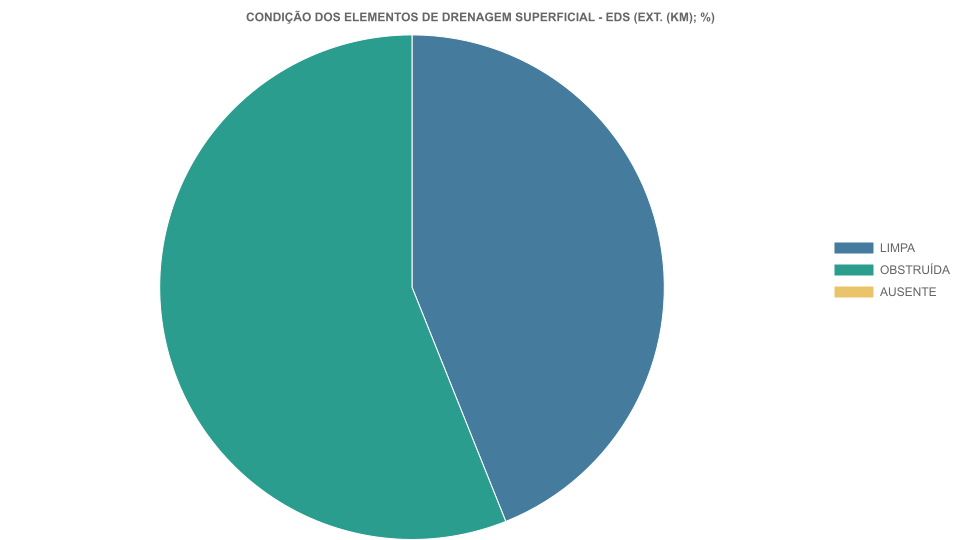 CONDIÇÃO DOS ELEMENTOS DE DRENAGEM SUPERFICIAL - EDS (EXT. (KM); %)
LIMPA
OBSTRUÍDA
AUSENTE